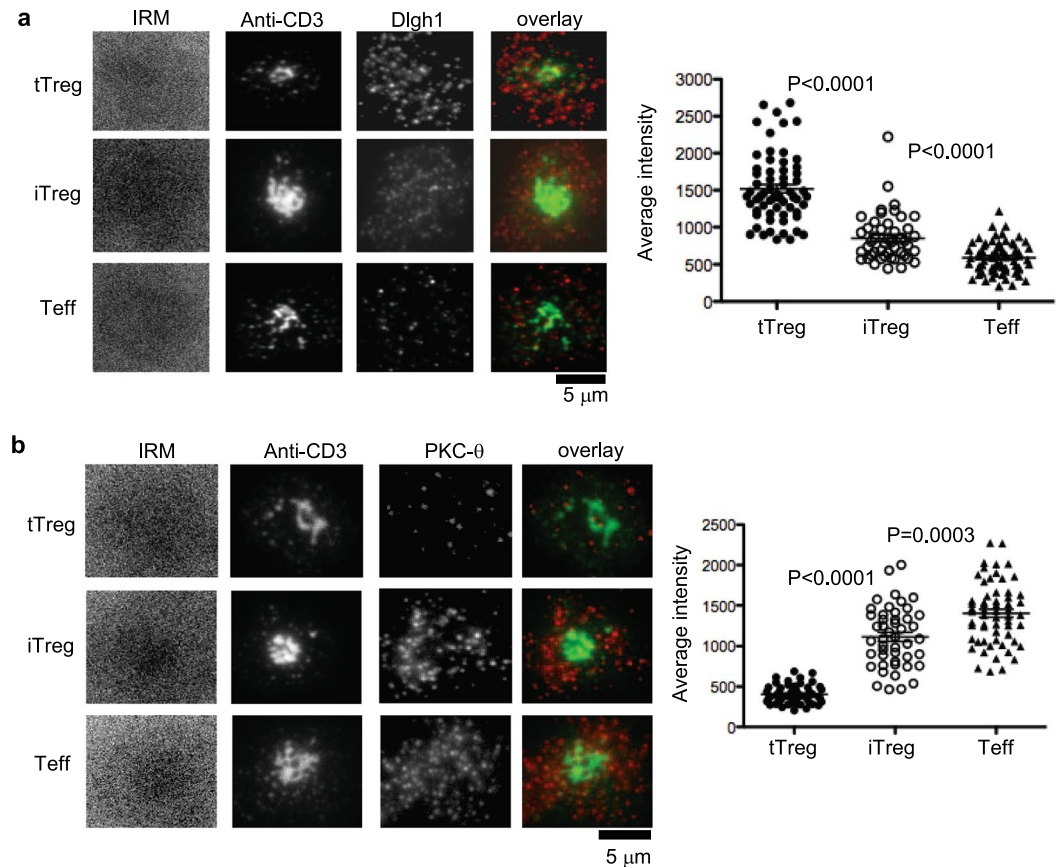 a
IRM Anti-CD3 Dlgh1 overlay
tTreg
iTreg
Teff
5 μm
Average intensity
3000
2500
2000
1500
1000
500
0
P<0.0001
P<0.0001
tTreg iTreg Teff
b
IRM Anti-CD3 PKC-θ overlay
tTreg
iTreg
Teff
5 μm
Average intensity
2500
2000
1500
1000
500
0
P=0.0003
P<0.0001
tTreg iTreg Teff